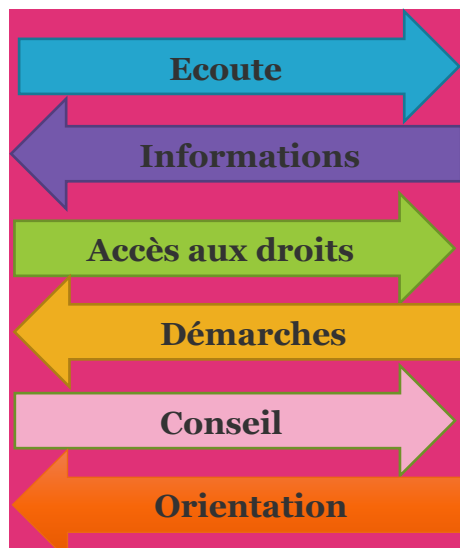 Ecoute
Informations
Accès aux droits
Démarches
Conseil
Orientation